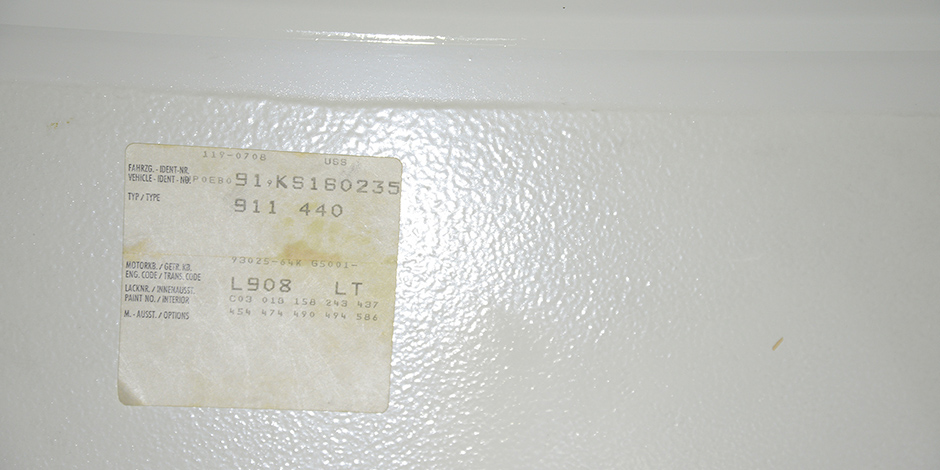 119-0708 USB
FAHRZG. - IDENT-NR.
VEHICLE - IDENT - NR. P0EB0 91,KS160235
TYP / TYPE 911 440
MOTORKB. / GETR. KB. 93025-64K G5001-
ENG. CODE / TRANS. CODE
LACKNR. / INNENAUSST. L908 LT
PAINT NO. / INTERIOR C03 018 158 243 437
M. - AUSST. / OPTIONS 454 474 490 494 586